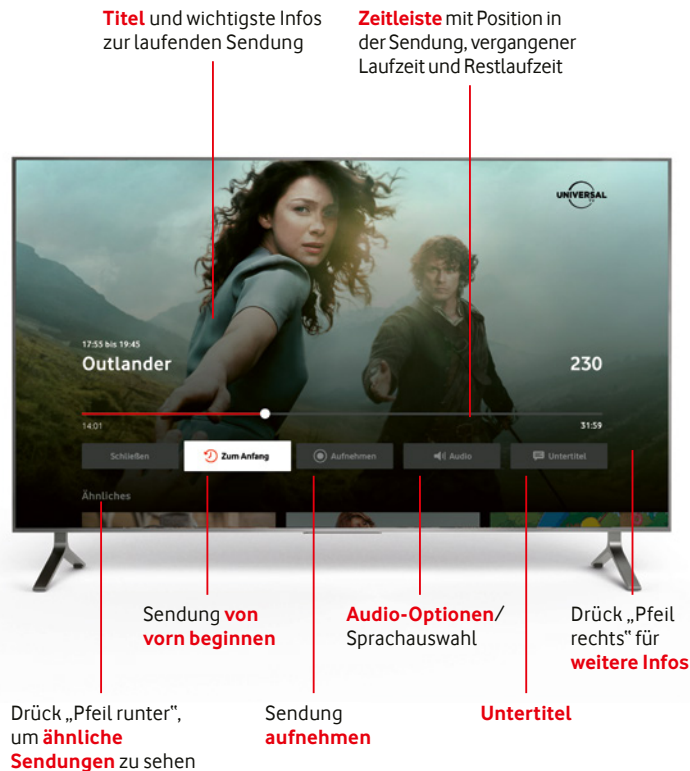 Titel und wichtigste Infos
zur laufenden Sendung
Zeitleiste mit Position in
der Sendung, vergangener
Laufzeit und Restlaufzeit
UNIVERSAL
TV
17:55 bis 19:45
Outlander
230
14:01
31:59
Schließen
Zum Anfang
Aufnehmen
Audio
Untertitel
Ähnliches
Sendung von
vorn beginnen
Audio-Optionen/
Sprachauswahl
Drück „Pfeil
rechts“ für
weitere Infos
Drück „Pfeil runter“,
um ähnliche
Sendungen zu sehen
Sendung
aufnehmen
Untertitel